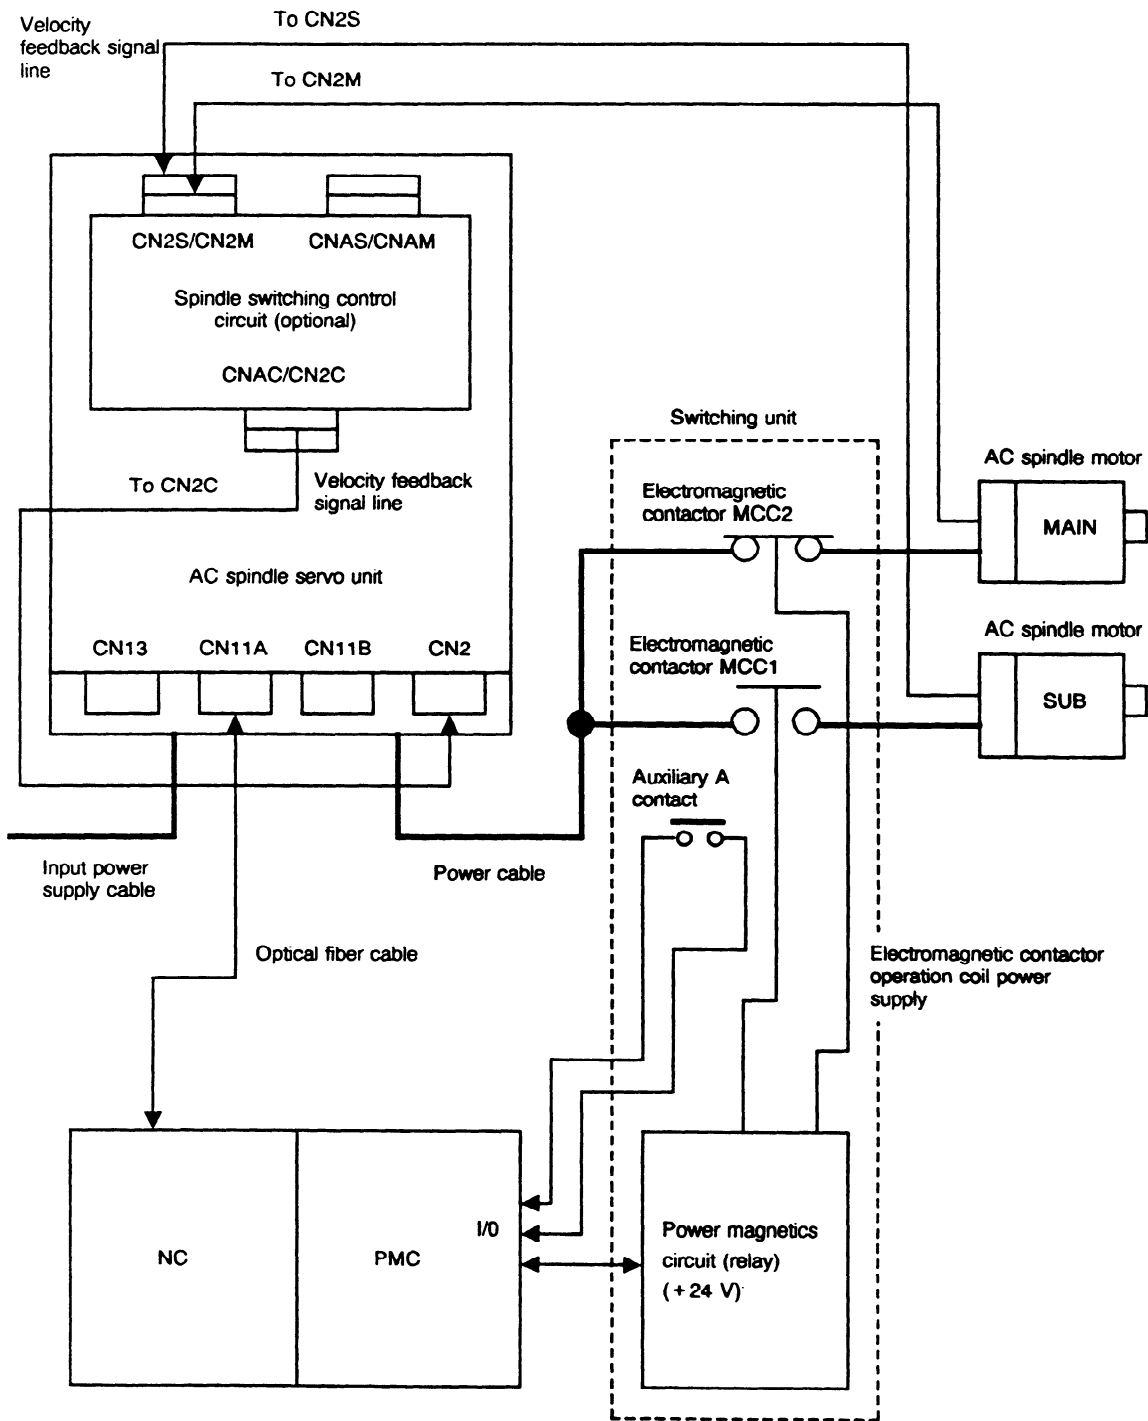 Velocity
feedback signal
line
To CN2S
To CN2M
CN2S/CN2M
CNAS/CNAM
Spindle switching control
circuit (optional)
CNAC/CN2C
To CN2C
Velocity feedback
signal line
AC spindle servo unit
CN13
CN11A
CN11B
CN2
Switching unit
Electromagnetic
contactor MCC2
AC spindle motor
MAIN
Electromagnetic
contactor MCC1
AC spindle motor
SUB
Auxiliary A
contact
Input power
supply cable
Power cable
Optical fiber cable
Electromagnetic contactor
operation coil power
supply
NC
PMC
I/0
Power magnetics
circuit (relay)
(+24 V)